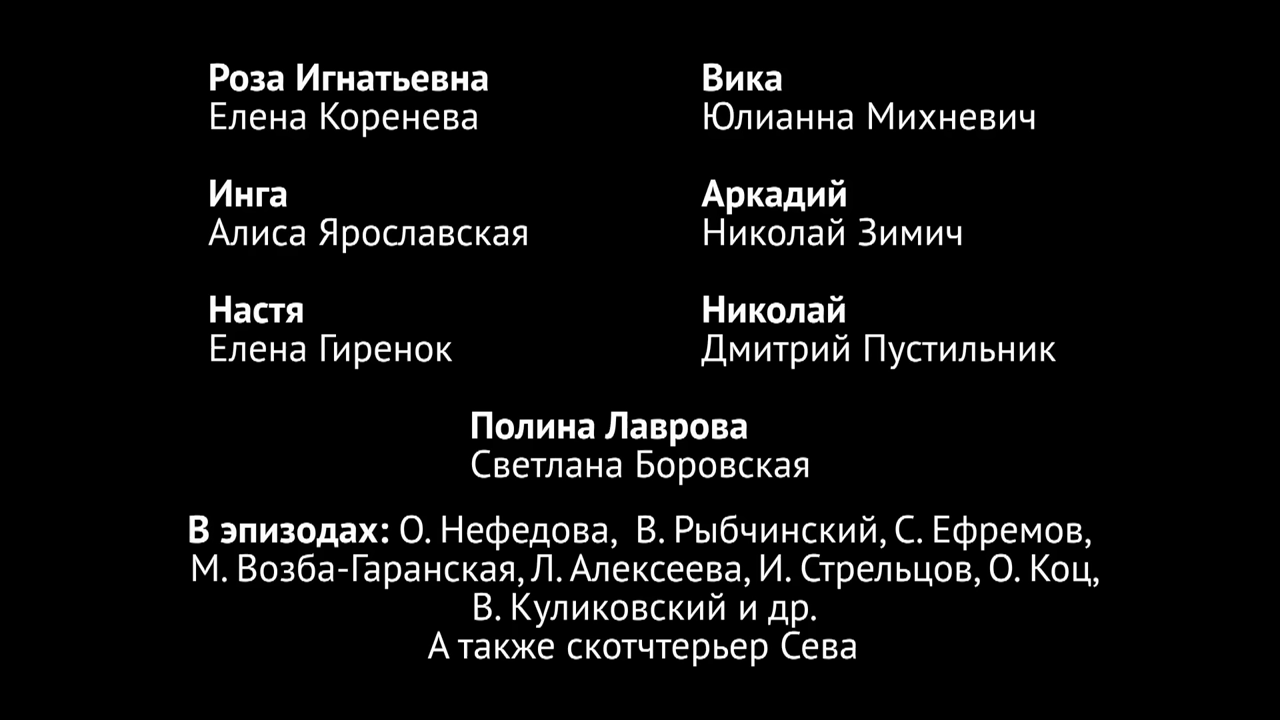 Роза Игнатьевна
Елена Коренева
Вика
Юлианна Михневич
Инга
Алиса Ярославская
Аркадий
Николай Зимич
Настя
Елена Гиренок
Николай
Дмитрий Пустильник
Полина Лаврова
Светлана Боровская
В эпизодах: О. Нефедова, В. Рыбчинский, С. Ефремов,
М. Возба-Гаранская, Л. Алексеева, И. Стрельцов, О. Коц,
В. Куликовский и др.
А также скотчтерьер Сева